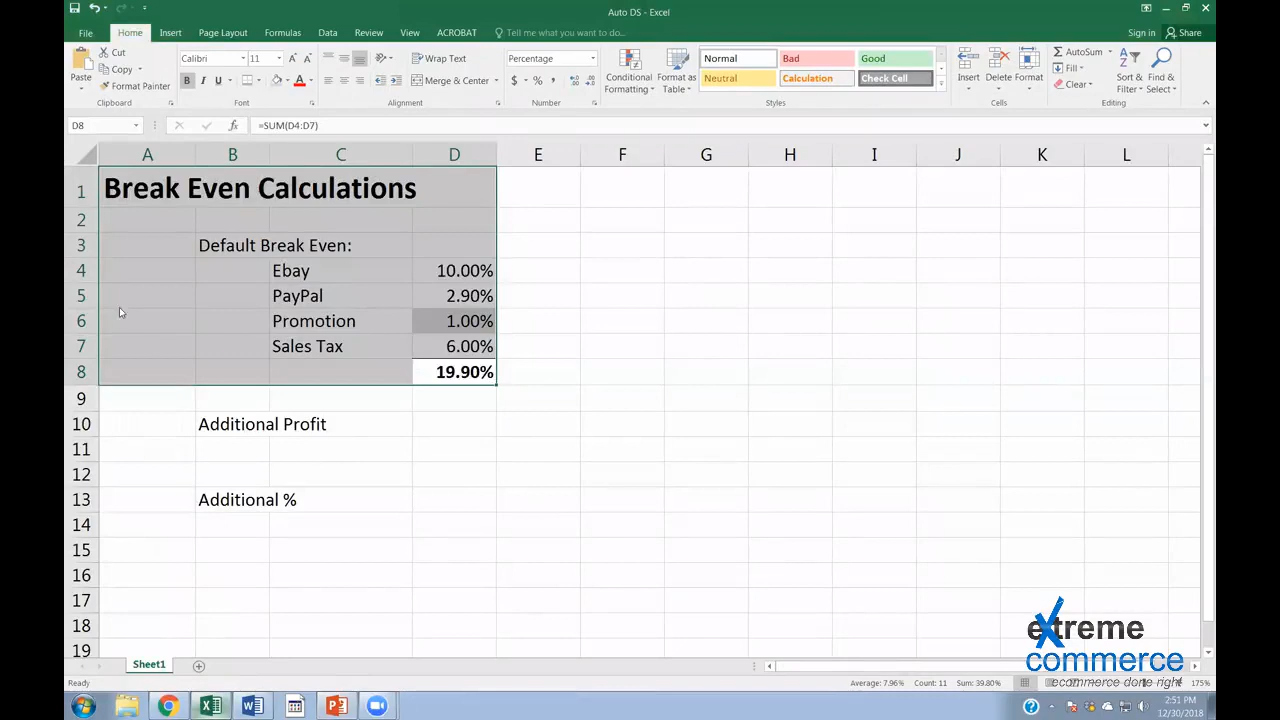 Auto DS - Excel
File Home Insert Page Layout Formulas Data Review View ACROBAT Tell me what you want to do... Sign in Share
Paste
Cut
Copy
Format Painter
Clipboard
Calibri 11
B I U
Font
Wrap Text
Merge & Center
Alignment
Percentage
$ % ,
Number
Conditional Formatting
Format as Table
Normal Bad Good
Neutral Calculation Check Cell
Styles
Insert Delete Format
Cells
AutoSum
Fill
Clear
Sort & Filter
Find & Select
Editing
D8 fx =SUM(D4:D7)
A B C D E F G H I J K L
1 Break Even Calculations
2
3 Default Break Even:
4 Ebay 10.00%
5 PayPal 2.90%
6 Promotion 1.00%
7 Sales Tax 6.00%
8 19.90%
9
10 Additional Profit
11
12
13 Additional %
14
15
16
17
18
19
extreme
commerce
ecommerce done right
Sheet1
Ready Average: 7.96% Count: 11 Sum: 39.80% 175%
2:51 PM
12/30/2018